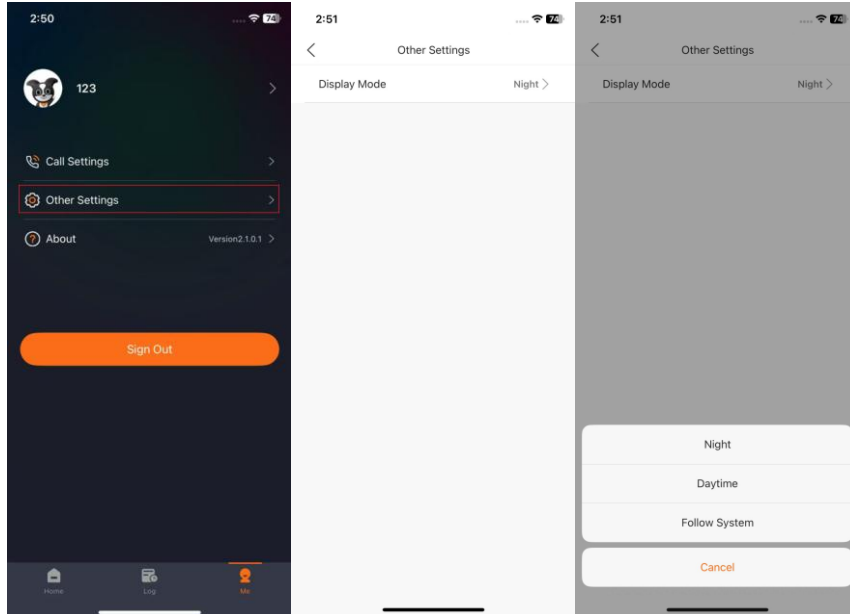 2:50
74
123
Call Settings
Other Settings
About
Version2.1.0.1
Sign Out
Home
Log
Me
2:51
74
Other Settings
Display Mode
Night
2:51
74
Other Settings
Display Mode
Night
Night
Daytime
Follow System
Cancel